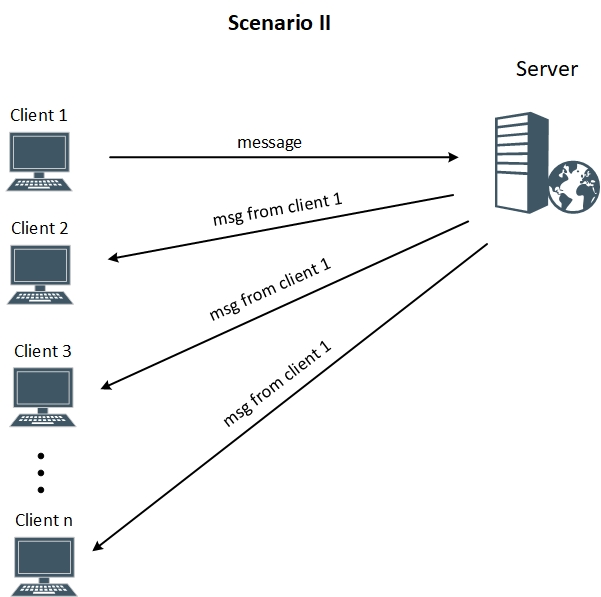 Scenario II
Server
Client 1
message
msg from client 1
Client 2
msg from client 1
Client 3
msg from client 1
Client n